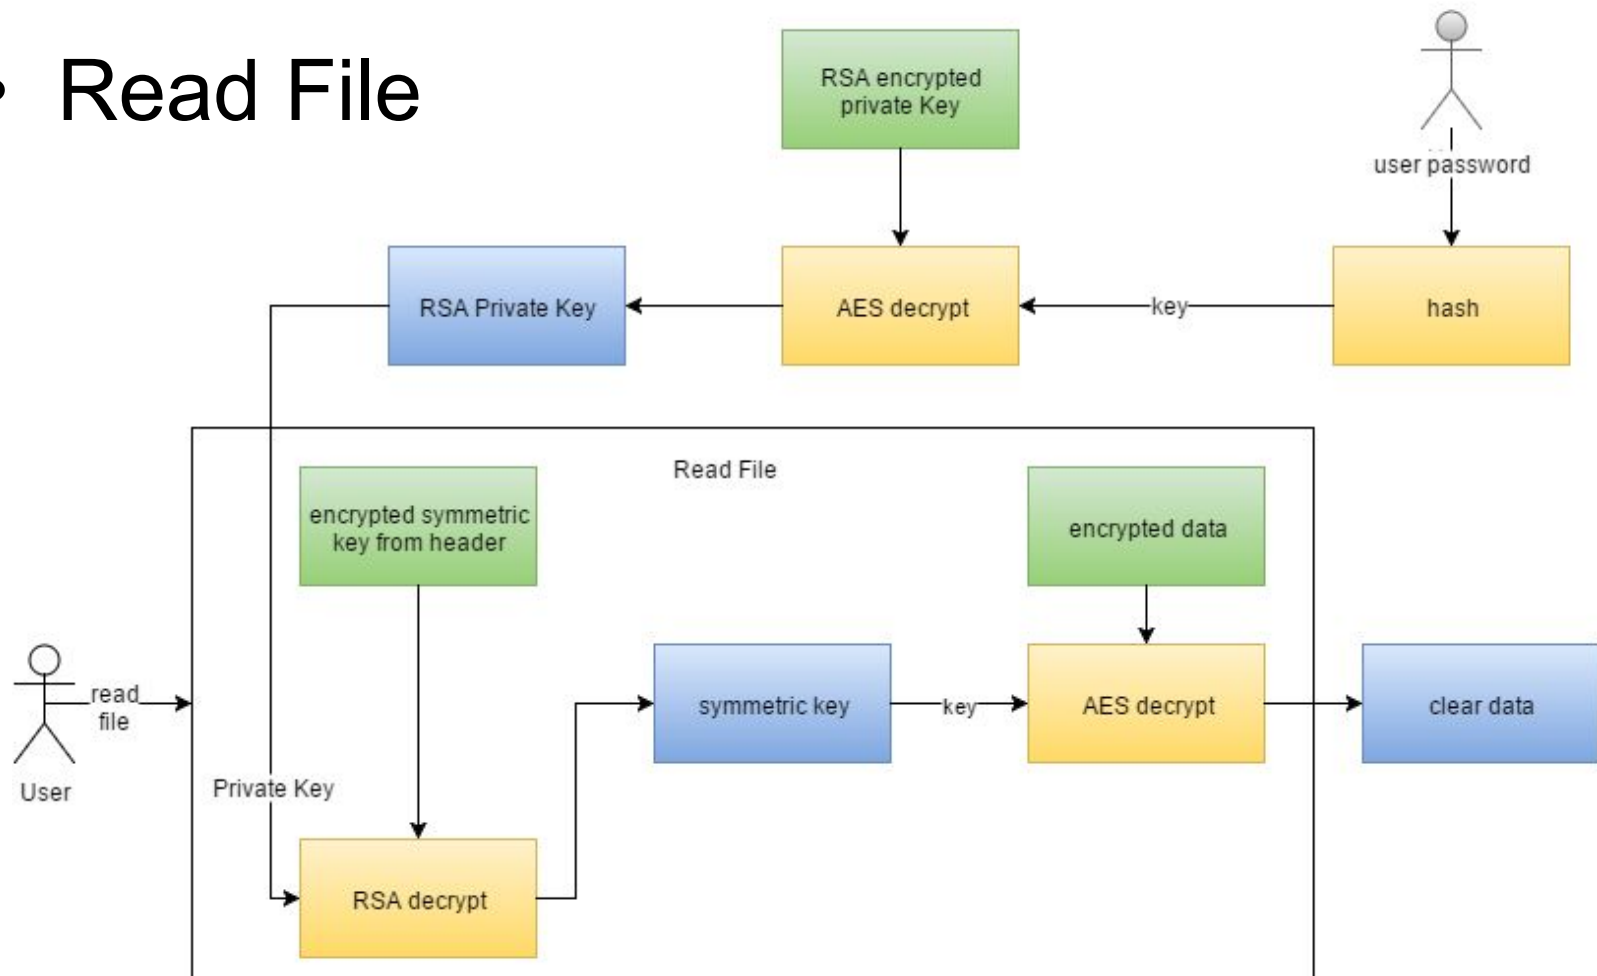 • Read File
RSA encrypted
private Key
user password
RSA Private Key
AES decrypt
key
hash
Read File
encrypted symmetric
key from header
encrypted data
read
file
User
symmetric key
key
AES decrypt
clear data
Private Key
RSA decrypt